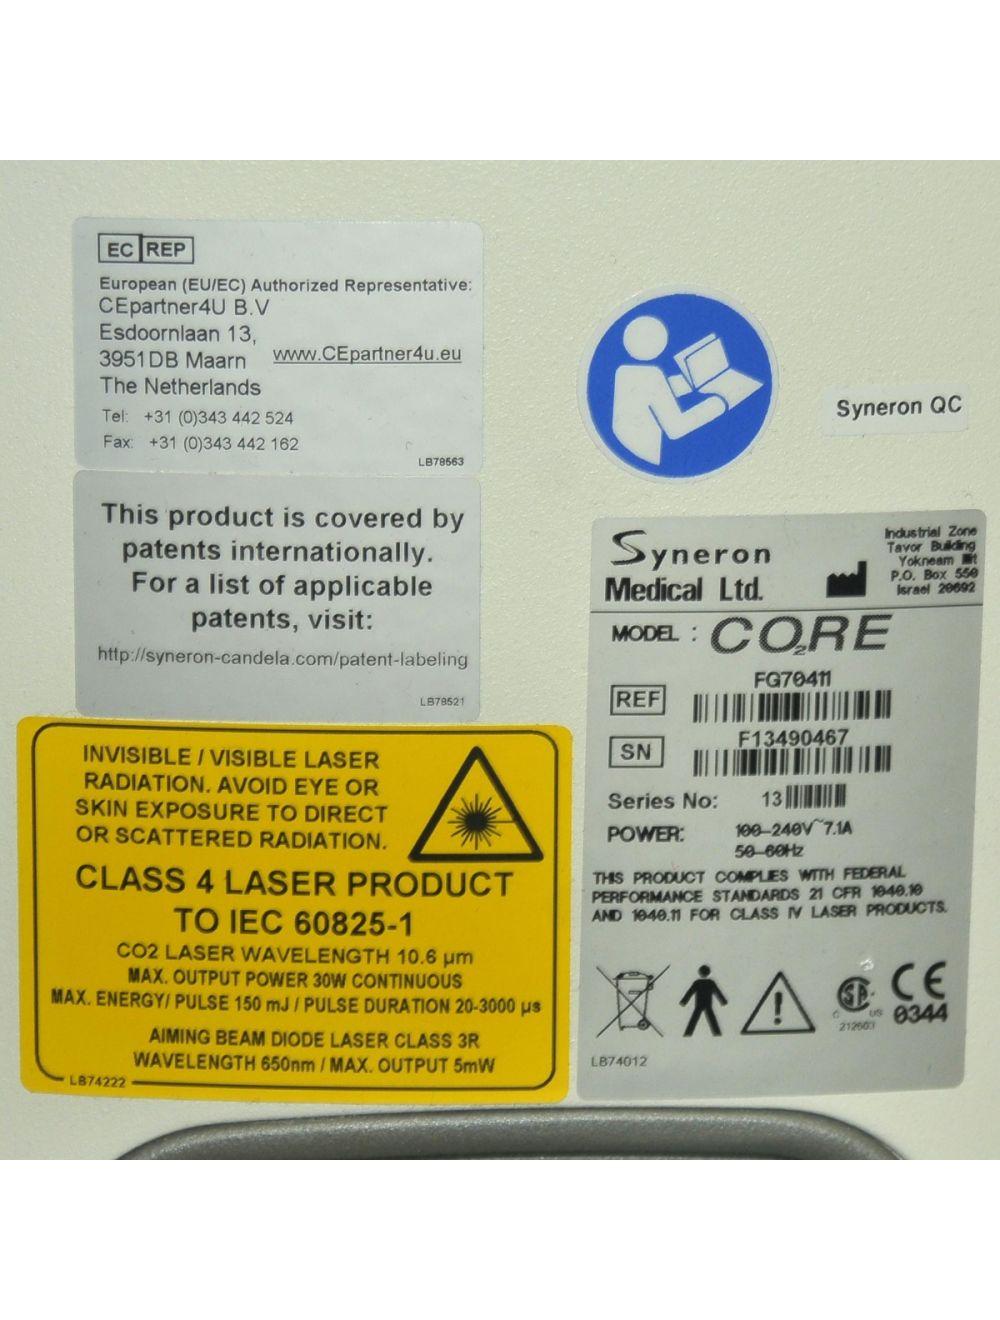 EC REP
European (EU/EC) Authorized Representative:
CEpartner4U B.V
Esdoornlaan 13,
3951DB Maarn www.CEpartner4u.eu
The Netherlands
Tel: +31 (0)343 442 524
Fax: +31 (0)343 442 162
LB78563
This product is covered by
patents internationally.
For a list of applicable
patents, visit:
http://syneron-candela.com/patent-labeling
LB78521
INVISIBLE / VISIBLE LASER
RADIATION. AVOID EYE OR
SKIN EXPOSURE TO DIRECT
OR SCATTERED RADIATION.
CLASS 4 LASER PRODUCT
TO IEC 60825-1
CO2 LASER WAVELENGTH 10.6 µm
MAX. OUTPUT POWER 30W CONTINUOUS
MAX. ENERGY/ PULSE 150 mJ / PULSE DURATION 20-3000 µs
AIMING BEAM DIODE LASER CLASS 3R
WAVELENGTH 650nm / MAX. OUTPUT 5mW
LB74222
Syneron QC
Syneron
Medical Ltd.
Industrial Zone
Tavor Building
Yokneam Illit
P.O. Box 550
Israel 20692
MODEL : CO2RE
FG70411
REF
F13490467
SN
Series No: 13
POWER: 100-240V~7.1A
50-60Hz
THIS PRODUCT COMPLIES WITH FEDERAL
PERFORMANCE STANDARDS 21 CFR 1040.10
AND 1040.11 FOR CLASS IV LASER PRODUCTS.
SP
C US
212603
CE
0344
LB74012